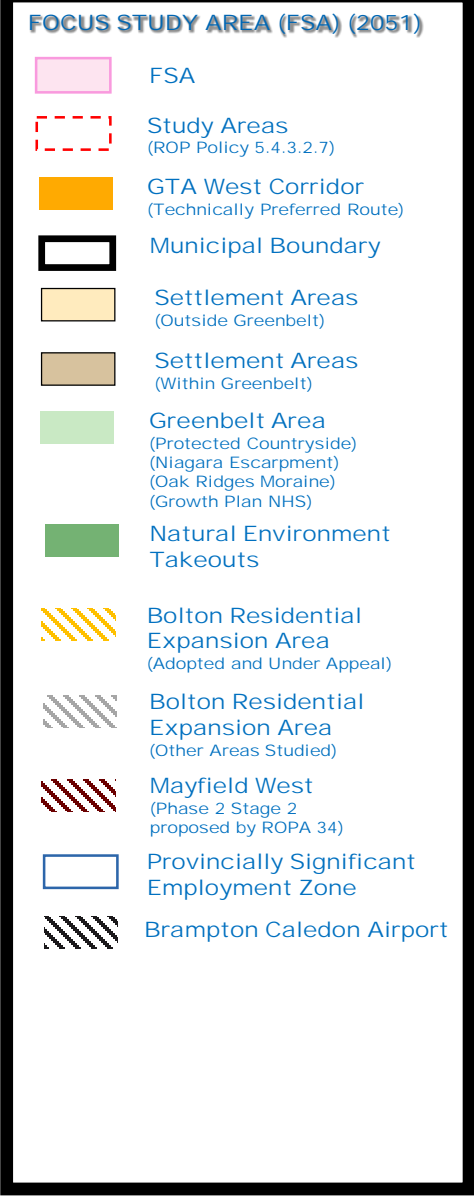 FOCUS STUDY AREA (FSA) (2051)
FSA
Study Areas
(ROP Policy 5.4.3.2.7)
GTA West Corridor
(Technically Preferred Route)
Municipal Boundary
Settlement Areas
(Outside Greenbelt)
Settlement Areas
(Within Greenbelt)
Greenbelt Area
(Protected Countryside)
(Niagara Escarpment)
(Oak Ridges Moraine)
(Growth Plan NHS)
Natural Environment
Takeouts
Bolton Residential
Expansion Area
(Adopted and Under Appeal)
Bolton Residential
Expansion Area
(Other Areas Studied)
Mayfield West
(Phase 2 Stage 2
proposed by ROPA 34)
Provincially Significant
Employment Zone
Brampton Caledon Airport